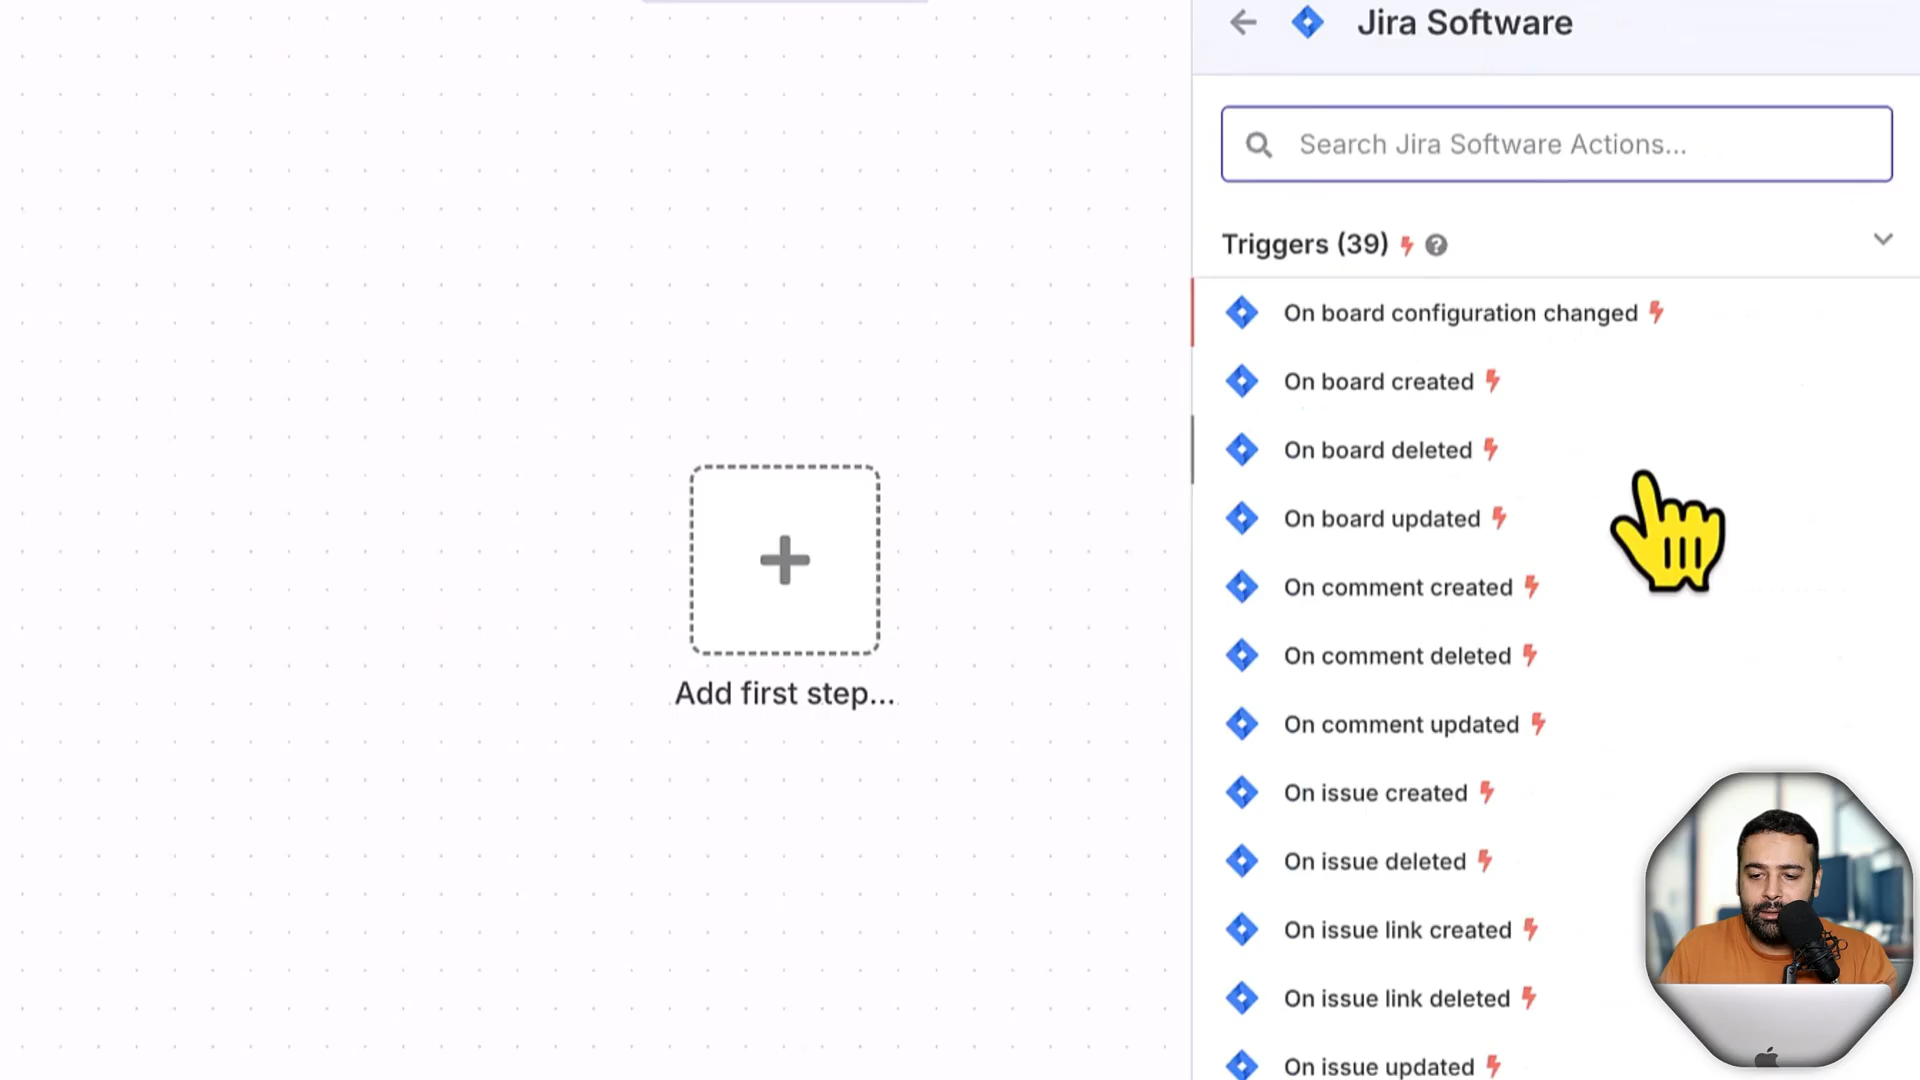 Jira Software
Search Jira Software Actions...
Triggers (39)
On board configuration changed
On board created
On board deleted
On board updated
On comment created
On comment deleted
On comment updated
On issue created
On issue deleted
On issue link created
On issue link deleted
On issue updated
Add first step...